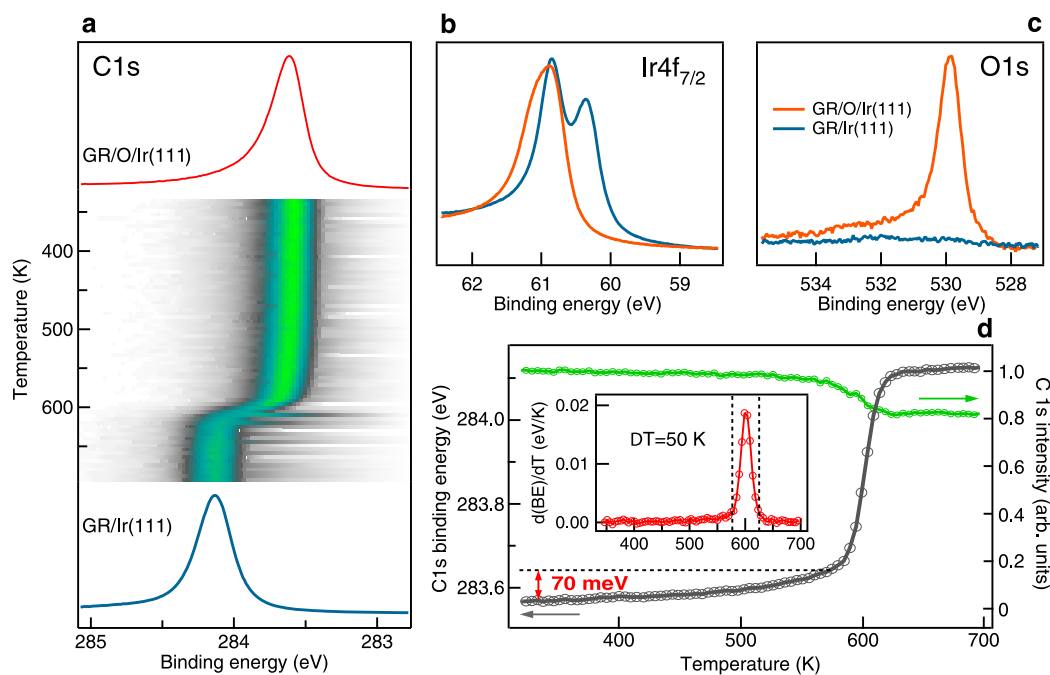 a
C1s
GR/O/Ir(111)
400
500
600
Temperature (K)
GR/Ir(111)
285
284
283
Binding energy (eV)
b
Ir4f7/2
62
61
60
59
Binding energy (eV)
c
O1s
GR/O/Ir(111)
GR/Ir(111)
534
532
530
528
Binding energy (eV)
d
284.0
283.8
283.6
C1s binding energy (eV)
0.02
0.01
0.00
d(BE)/dT (eV/K)
DT=50 K
350
400
450
500
550
600
650
700
70 meV
400
500
600
700
Temperature (K)
1.0
0.8
0.6
0.4
0.2
0
C 1s intensity (arb. units)